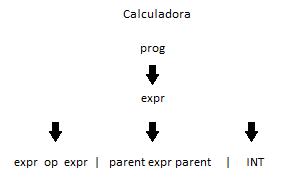 Calculadora
prog
expr
expr op expr | parent expr parent | INT